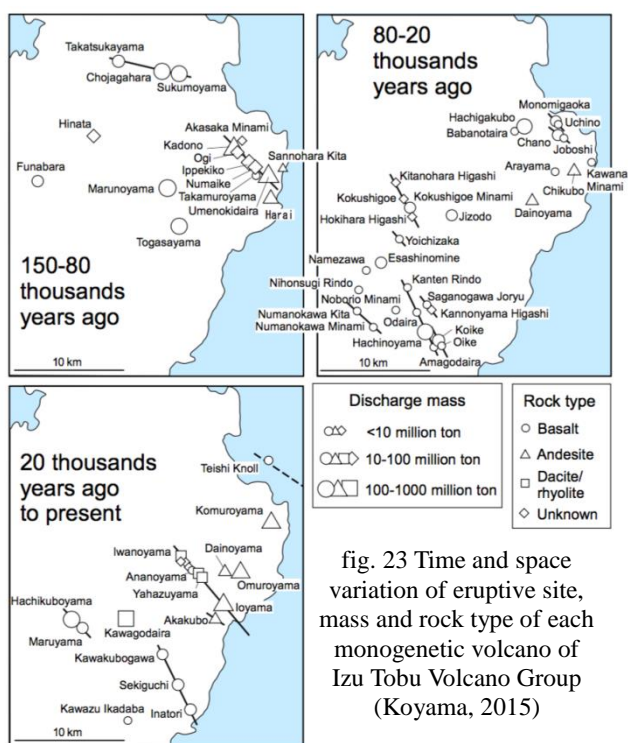 Takatsukayama
Chojagahara
Sukumoyama
Hinata
Akasaka Minami
Kadono
Sannohara Kita
Ogi
Ippekiko
Funabara
Numaike
Marunoyama
Takamuroyama
Umenokidaira
Harai
Togasayama
150-80
thousands
years ago
10 km
80-20
thousands
years ago
Monomigaoka
Hachigakubo
Uchino
Babanotaira
Chano
Joboshi
Arayama
Kawana
Minami
Kitanohara Higashi
Chikubo
Kokushigoe
Kokushigoe Minami
Dainoyama
Jizodo
Hokihara Higashi
Yoichizaka
Namezawa
Esashinomine
Nihonsugi Rindo
Kanten Rindo
Noborio Minami
Saganogawa Joryu
Numanokawa Kita
Kannonyama Higashi
Numanokawa Minami
Odaira
Koike
Hachinoyama
Oike
Amagodaira
10 km
20 thousands
years ago
to present
Teishi Knoll
Komuroyama
Iwanoyama
Dainoyama
Ananoyama
Omuroyama
Yahazuyama
Hachikuboyama
Ioyama
Akakubo
Maruyama
Kawagodaira
Kawakubogawa
Sekiguchi
Kawazu Ikadaba
Inatori
10 km
Discharge mass
<10 million ton
10-100 million ton
100-1000 million ton
Rock type
Basalt
Andesite
Dacite/
rhyolite
Unknown
fig. 23 Time and space
variation of eruptive site,
mass and rock type of each
monogenetic volcano of
Izu Tobu Volcano Group
(Koyama, 2015)